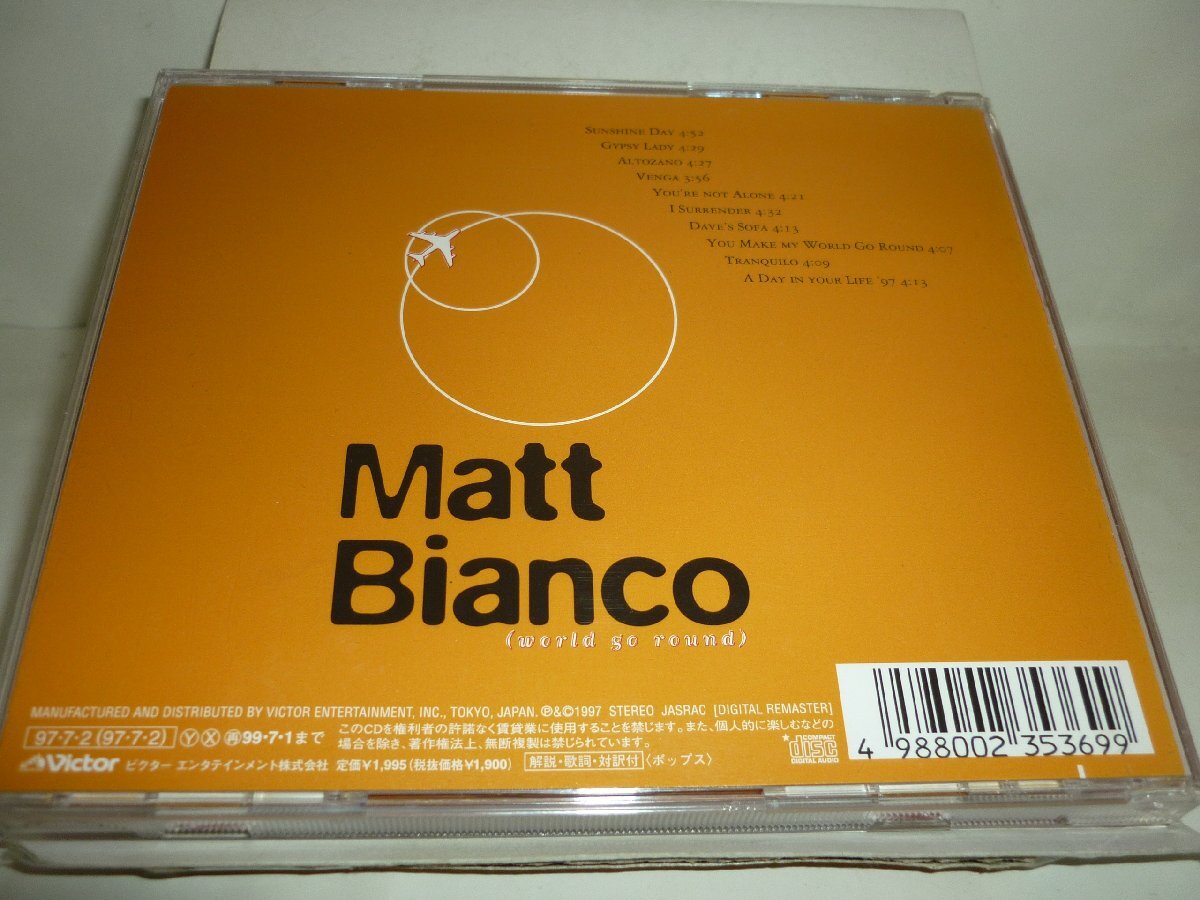 SUNSHINE DAY 4:52
GYPSY LADY 4:29
ALTOZANO 4:27
VENGA 3:56
YOU'RE NOT ALONE 4:21
I SURRENDER 4:32
DAVE'S SOFA 4:13
YOU MAKE MY WORLD GO ROUND 4:07
TRANQUILO 4:09
A DAY IN YOUR LIFE '97 4:13
Matt
Bianco
(world go round)
MANUFACTURED AND DISTRIBUTED BY VICTOR ENTERTAINMENT, INC., TOKYO, JAPAN. ℗&©1997 STEREO JASRAC [DIGITAL REMASTER]
97・7・2 (97・7・2) Ⓨ Ⓧ ㊢99・7・1まで
このCDを権利者の許諾なく賃貸業に使用することを禁じます。また、個人的に楽しむなどの
場合を除き、著作権法上、無断複製は禁じられています。
Victor ビクター エンタテインメント株式会社 定価¥1,995(税抜価格¥1,900) 解説・歌詞・対訳付 〈ポップス〉
COMPACT
disc
DIGITAL AUDIO
4 988002 353699